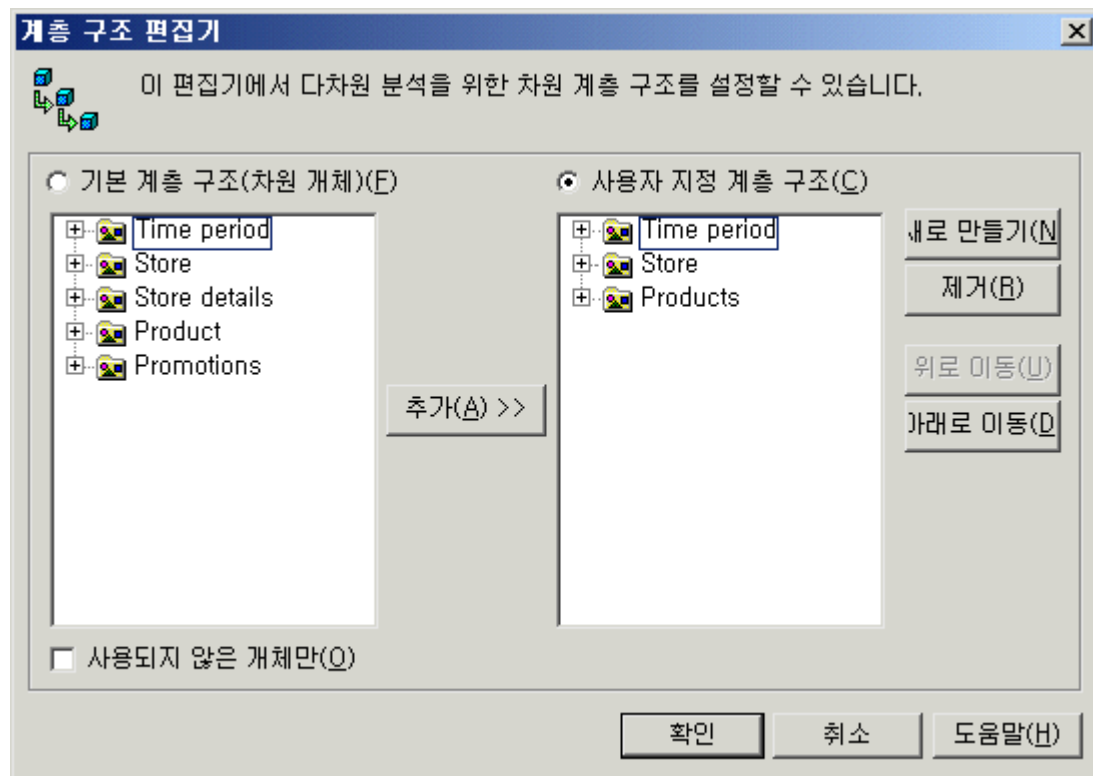 계층 구조 편집기
이 편집기에서 다차원 분석을 위한 차원 계층 구조를 설정할 수 있습니다.
기본 계층 구조(차원 개체)(F)
Time period
Store
Store details
Product
Promotions
사용되지 않은 개체만(O)
추가(A) >>
사용자 지정 계층 구조(C)
Time period
Store
Products
새로 만들기(N
제거(R)
위로 이동(U)
아래로 이동(D
확인
취소
도움말(H)